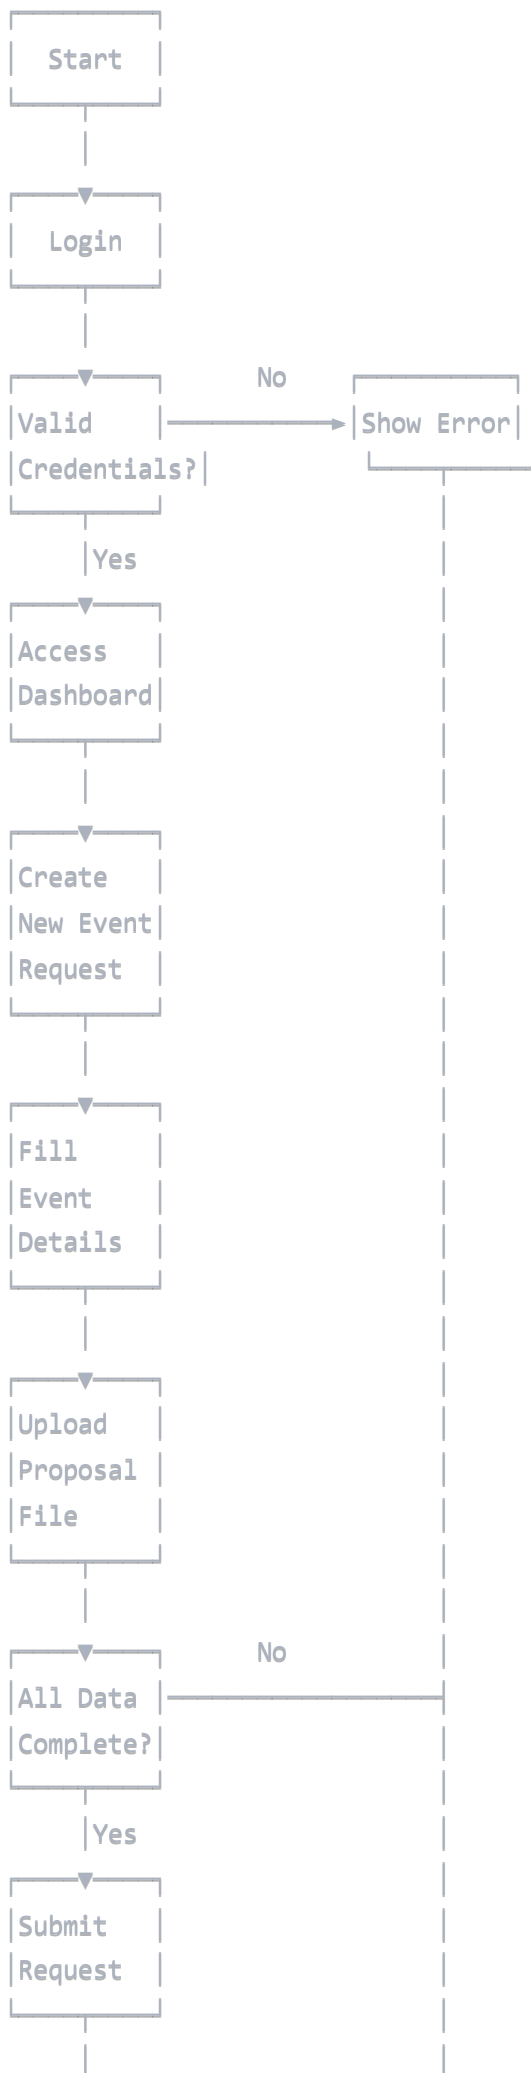 Start
Login
No
Valid
Credentials?
Show Error
Yes
Access
Dashboard
Create
New Event
Request
Fill
Event
Details
Upload
Proposal
File
No
All Data
Complete?
Yes
Submit
Request